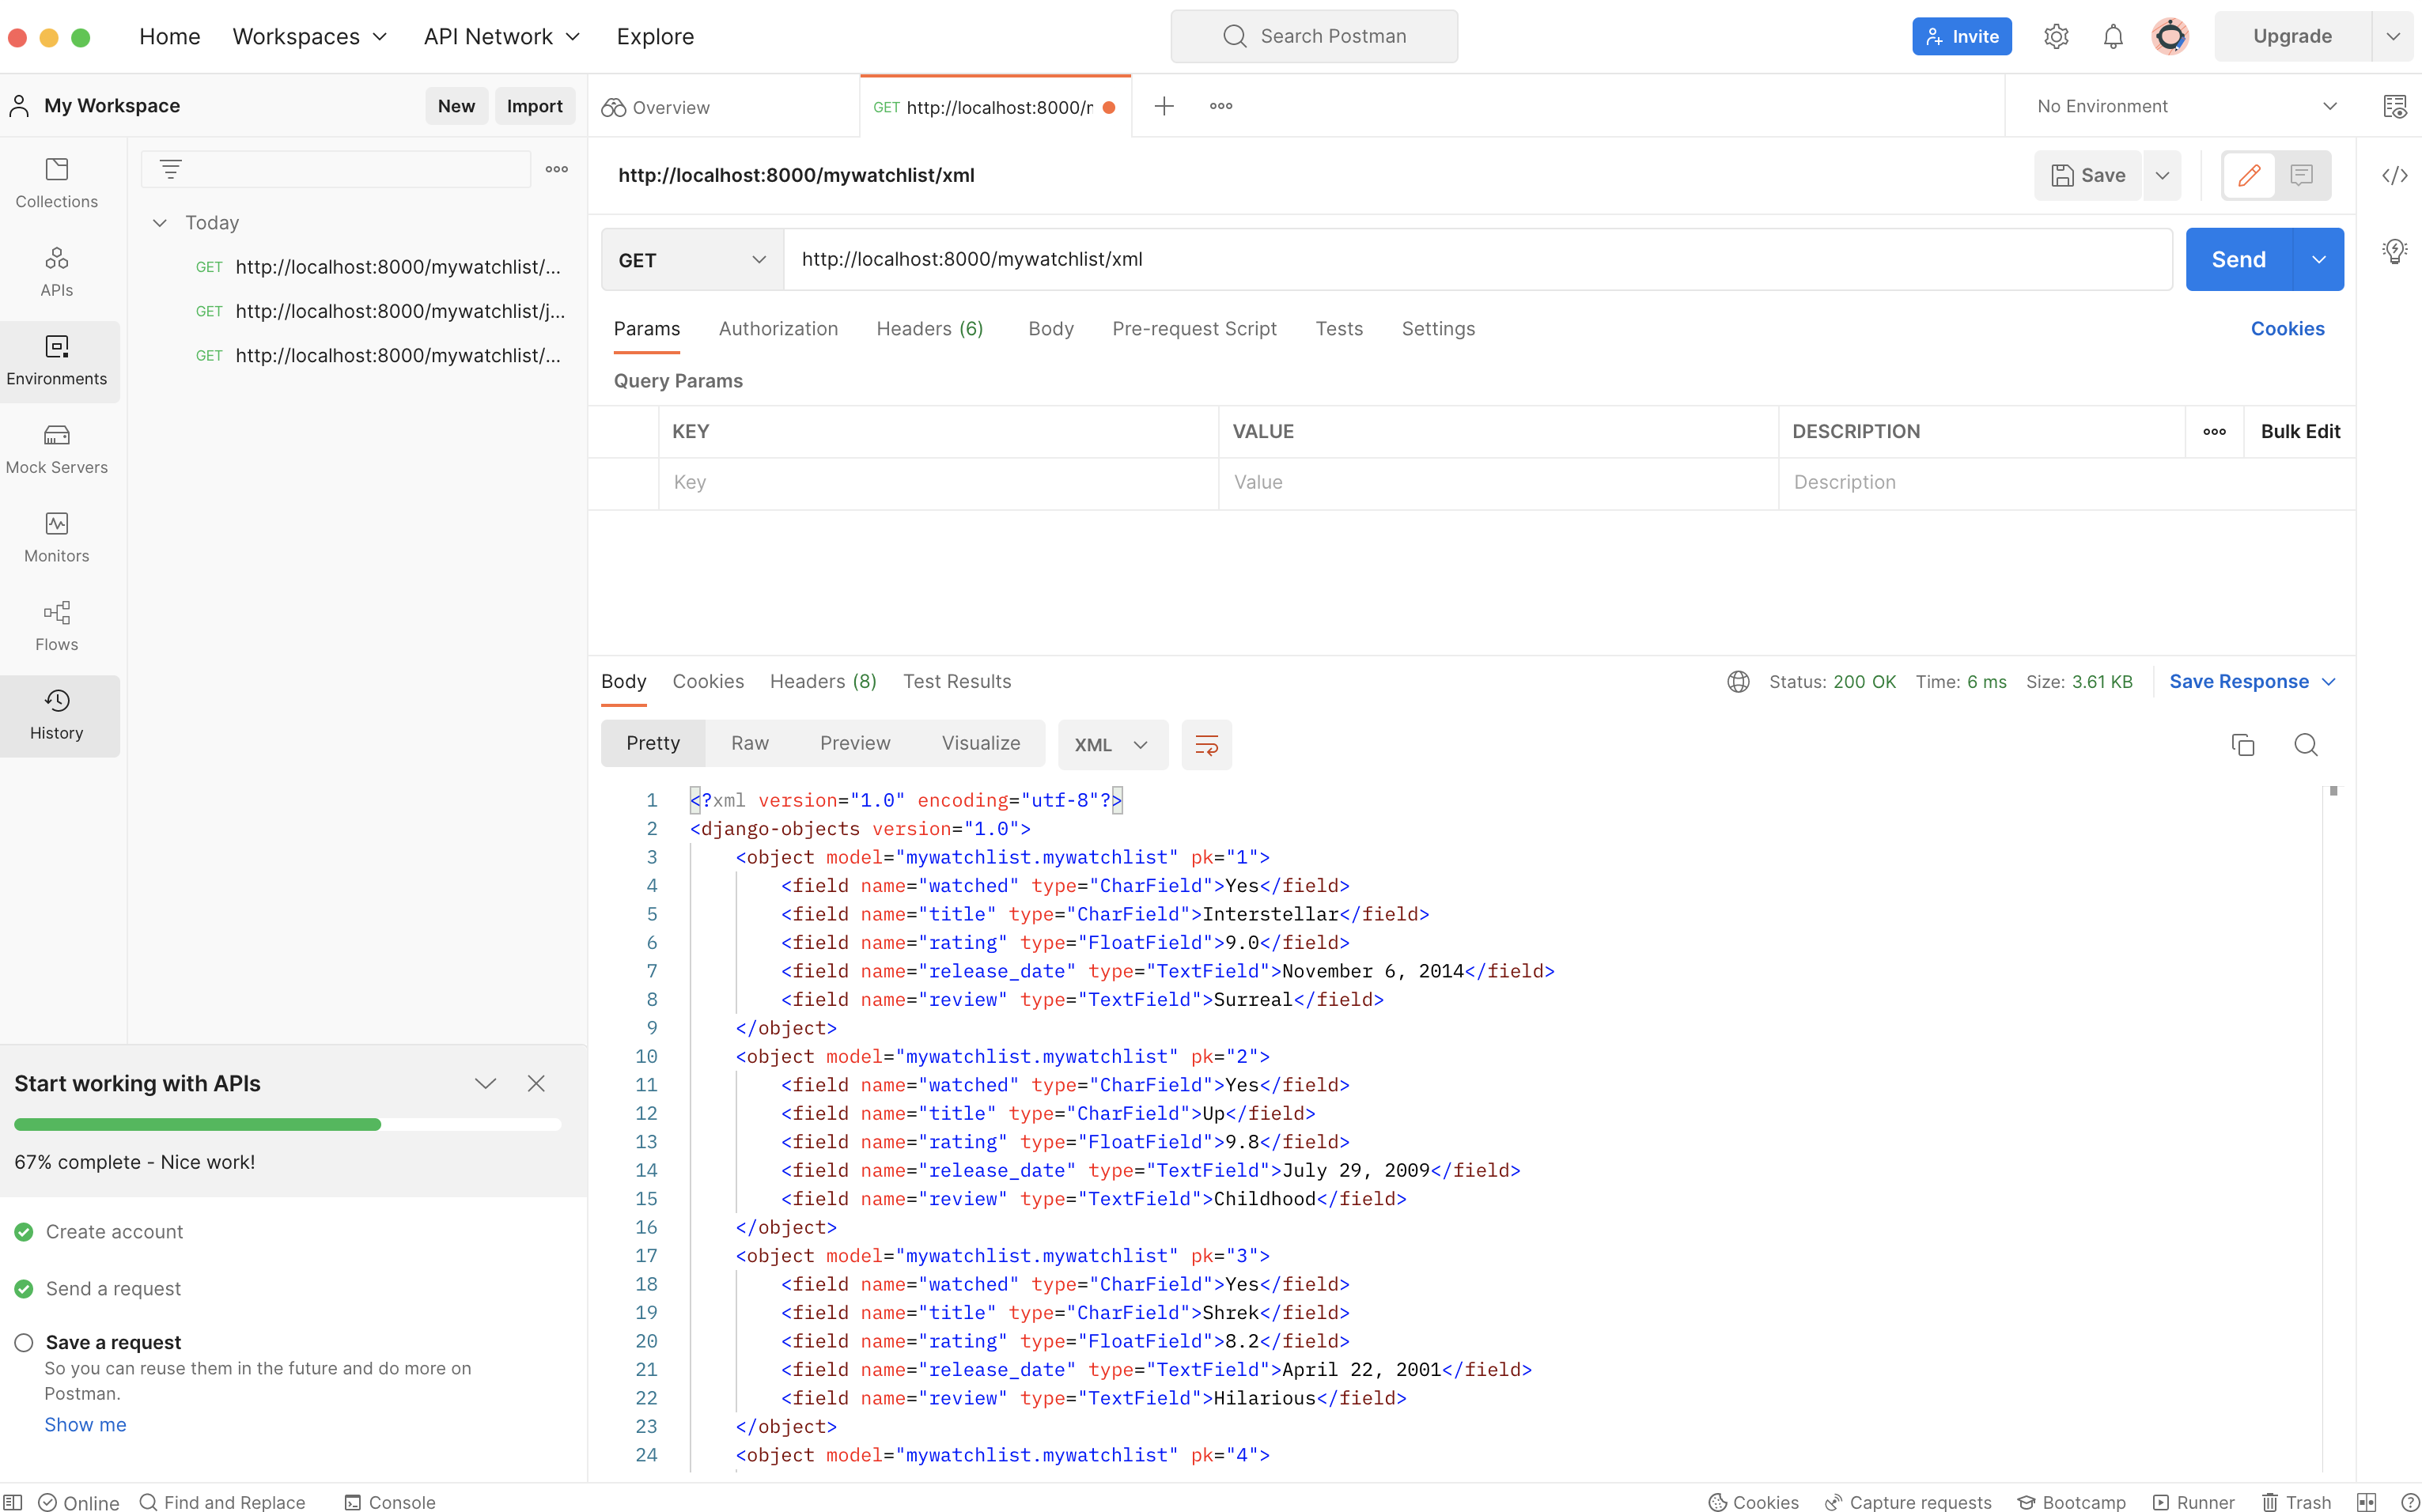 Home Workspaces API Network Explore Search Postman Invite Upgrade
My Workspace New Import Overview GET http://localhost:8000/r No Environment
Collections
APIs
Environments
Mock Servers
Monitors
Flows
History
Today
GET http://localhost:8000/mywatchlist/...
GET http://localhost:8000/mywatchlist/j...
GET http://localhost:8000/mywatchlist/...
Start working with APIs
67% complete - Nice work!
Create account
Send a request
Save a request
So you can reuse them in the future and do more on
Postman.
Show me
http://localhost:8000/mywatchlist/xml Save
GET http://localhost:8000/mywatchlist/xml Send
Params Authorization Headers (6) Body Pre-request Script Tests Settings Cookies
Query Params
KEY VALUE DESCRIPTION Bulk Edit
Key Value Description
Body Cookies Headers (8) Test Results Status: 200 OK Time: 6 ms Size: 3.61 KB Save Response
Pretty Raw Preview Visualize XML
1 <?xml version="1.0" encoding="utf-8"?>
2 <django-objects version="1.0">
3 <object model="mywatchlist.mywatchlist" pk="1">
4 <field name="watched" type="CharField">Yes</field>
5 <field name="title" type="CharField">Interstellar</field>
6 <field name="rating" type="FloatField">9.0</field>
7 <field name="release_date" type="TextField">November 6, 2014</field>
8 <field name="review" type="TextField">Surreal</field>
9 </object>
10 <object model="mywatchlist.mywatchlist" pk="2">
11 <field name="watched" type="CharField">Yes</field>
12 <field name="title" type="CharField">Up</field>
13 <field name="rating" type="FloatField">9.8</field>
14 <field name="release_date" type="TextField">July 29, 2009</field>
15 <field name="review" type="TextField">Childhood</field>
16 </object>
17 <object model="mywatchlist.mywatchlist" pk="3">
18 <field name="watched" type="CharField">Yes</field>
19 <field name="title" type="CharField">Shrek</field>
20 <field name="rating" type="FloatField">8.2</field>
21 <field name="release_date" type="TextField">April 22, 2001</field>
22 <field name="review" type="TextField">Hilarious</field>
23 </object>
24 <object model="mywatchlist.mywatchlist" pk="4">
Online Find and Replace Console Cookies Capture requests Bootcamp Runner Trash